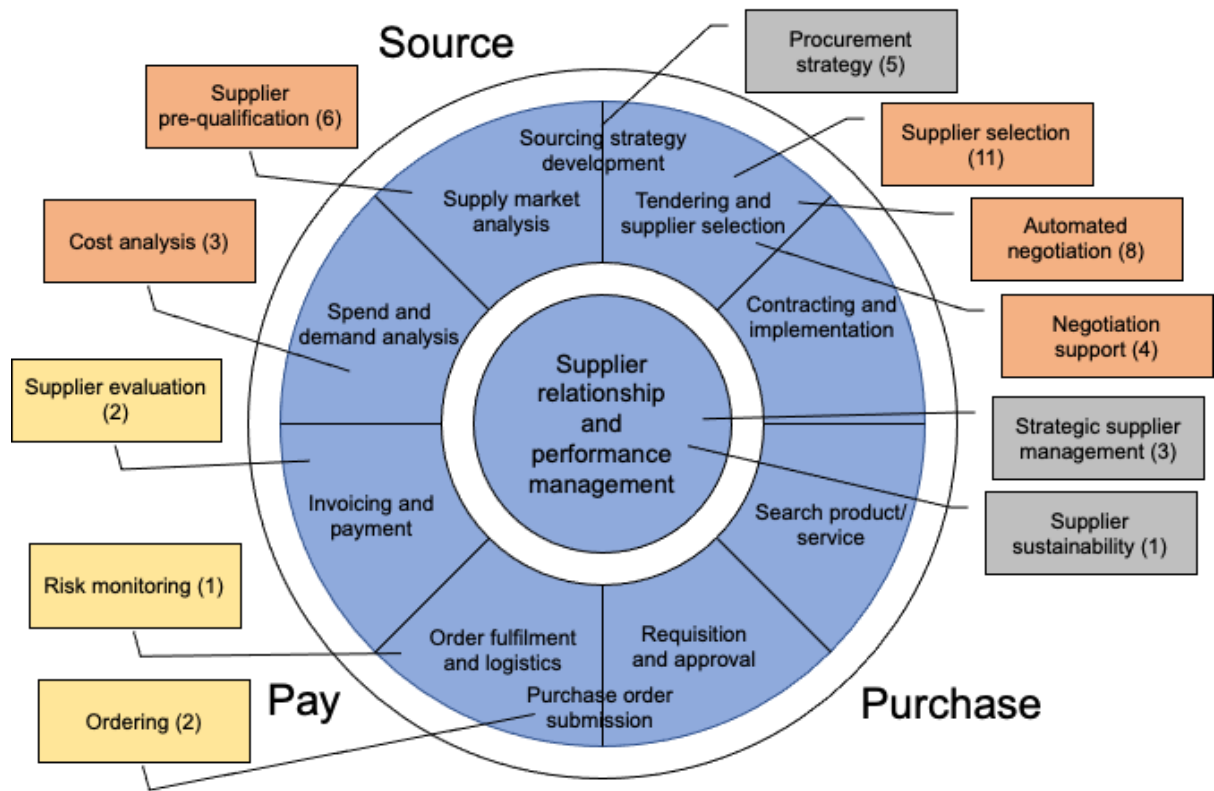 Source
Procurement
strategy (5)
Supplier
pre-qualification (6)
Supplier selection
(11)
Sourcing strategy
development
Supply market
analysis
Tendering and
supplier selection
Cost analysis (3)
Automated
negotiation (8)
Spend and
demand analysis
Contracting and
implementation
Negotiation
support (4)
Supplier evaluation
(2)
Supplier
relationship
and
performance
management
Strategic supplier
management (3)
Invoicing and
payment
Search product/
service
Supplier
sustainability (1)
Risk monitoring (1)
Order fulfilment
and logistics
Requisition
and approval
Pay
Purchase
Purchase order
submission
Ordering (2)